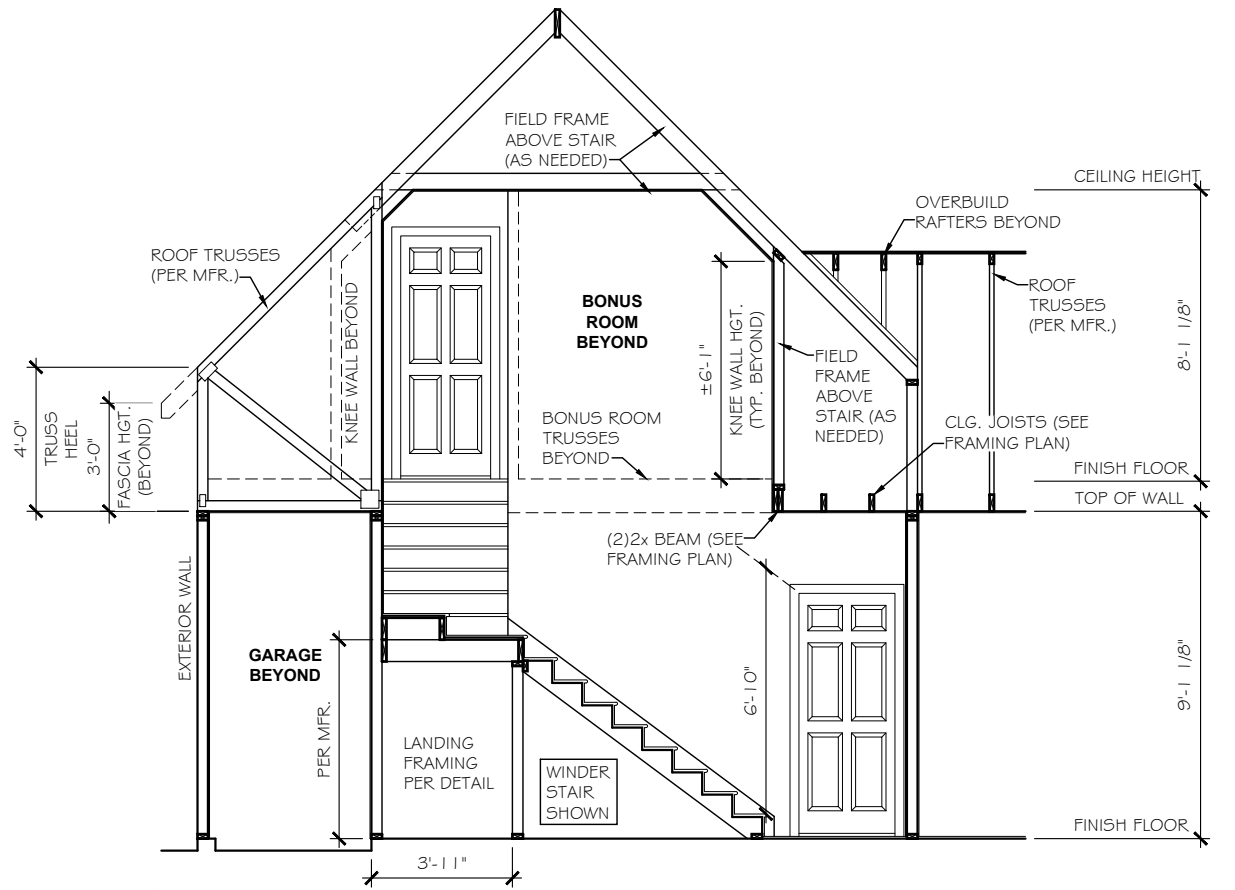 FIELD FRAME
ABOVE STAIR
(AS NEEDED)
CEILING HEIGHT
OVERBUILD
RAFTERS BEYOND
ROOF TRUSSES
(PER MFR.)
BONUS
ROOM
BEYOND
ROOF
TRUSSES
(PER MFR.)
KNEE WALL BEYOND
±6'-1"
KNEE WALL HGT.
(TYP. BEYOND)
8'-1 1/8"
FIELD
FRAME
ABOVE
STAIR (AS
NEEDED)
4'-0"
TRUSS
HEEL
3'-0"
FASCIA HGT.
(BEYOND)
BONUS ROOM
TRUSSES
BEYOND
CLG. JOISTS (SEE
FRAMING PLAN)
FINISH FLOOR
TOP OF WALL
(2)2x BEAM (SEE
FRAMING PLAN)
EXTERIOR WALL
GARAGE
BEYOND
PER MFR.
LANDING
FRAMING
PER DETAIL
WINDER
STAIR
SHOWN
6'-10"
9'-1 1/8"
FINISH FLOOR
3'-11"